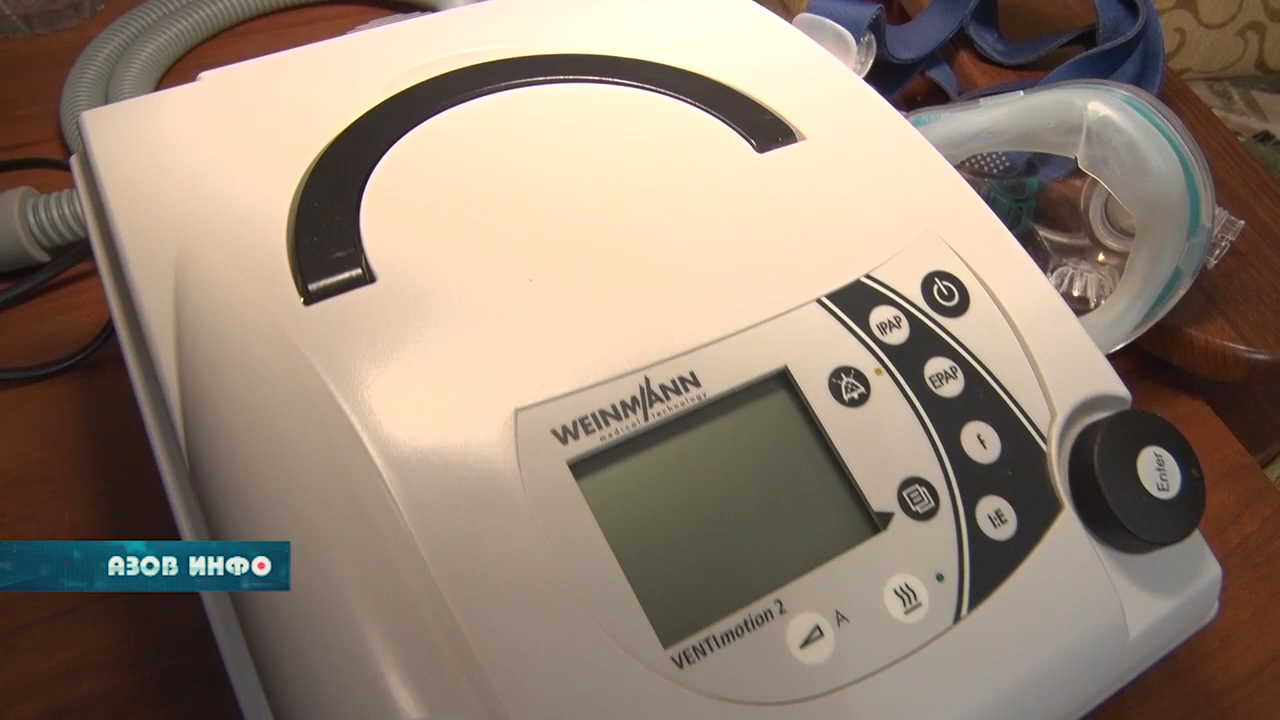 WEINMANN
medical technology
IPAP
EPAP
f
I:E
Enter
VENTImotion 2
A
АЗОВ ИНФО